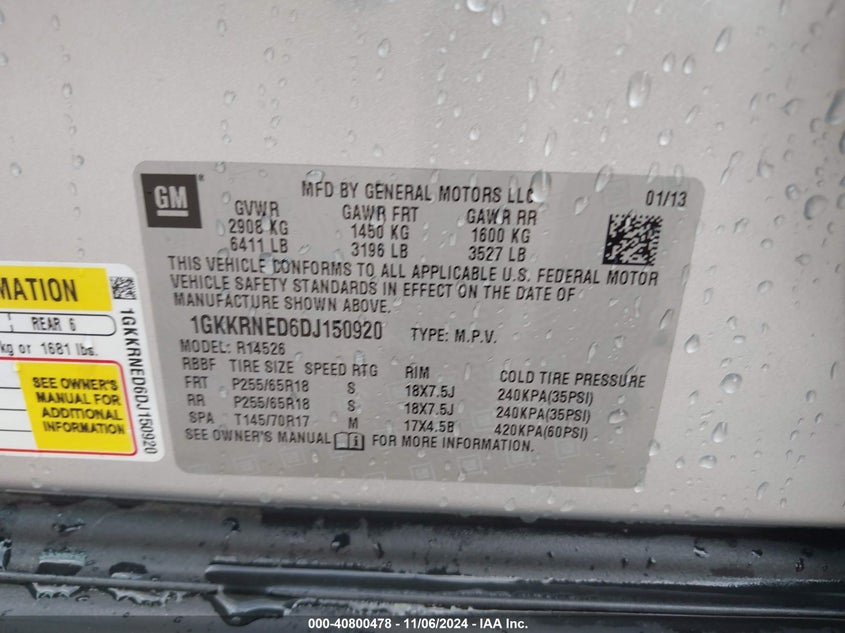 GM
®
MFD BY GENERAL MOTORS LLC 01/13
GVWR GAWR FRT GAWR RR
2908 KG 1450 KG 1600 KG
6411 LB 3196 LB 3527 LB
THIS VEHICLE CONFORMS TO ALL APPLICABLE U.S. FEDERAL MOTOR
VEHICLE SAFETY STANDARDS IN EFFECT ON THE DATE OF
MANUFACTURE SHOWN ABOVE.
1GKKRNED6DJ150920 TYPE: M.P.V.
MODEL: R14526
RBBF TIRE SIZE SPEED RTG RIM COLD TIRE PRESSURE
FRT P255/65R18 S 18X7.5J 240KPA(35PSI)
RR P255/65R18 S 18X7.5J 240KPA(35PSI)
SPA T145/70R17 M 17X4.5B 420KPA(60PSI)
SEE OWNER'S MANUAL i FOR MORE INFORMATION.
MATION
REAR 6
kg or 1681 lbs.
SEE OWNER'S
MANUAL FOR
ADDITIONAL
INFORMATION
1GKKRNED6DJ150920
000-40800478 - 11/06/2024 - IAA Inc.